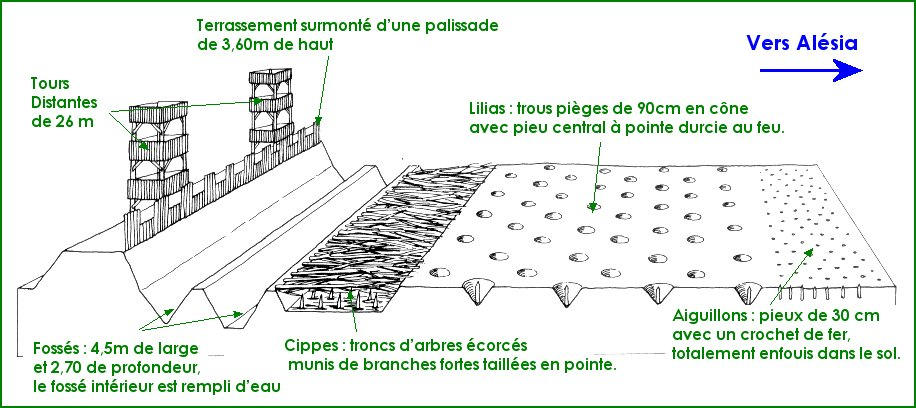 Terrassement surmonté d'une palissade
de 3,60m de haut
Vers Alésia
Tours
Distantes
de 26 m
Lilias : trous pièges de 90cm en cône
avec pieu central à pointe durcie au feu.
Fossés : 4,5m de large
et 2,70 de profondeur,
le fossé intérieur est rempli d'eau
Cippes : troncs d'arbres écorcés
munis de branches fortes taillées en pointe.
Aiguillons : pieux de 30 cm
avec un crochet de fer,
totalement enfouis dans le sol.